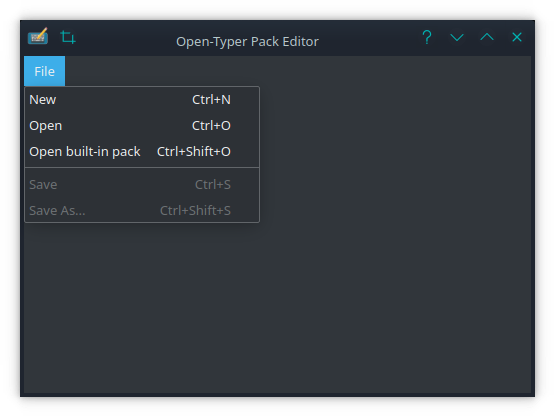 Open-Typer Pack Editor
File
New Ctrl+N
Open Ctrl+O
Open built-in pack Ctrl+Shift+O
Save Ctrl+S
Save As... Ctrl+Shift+S